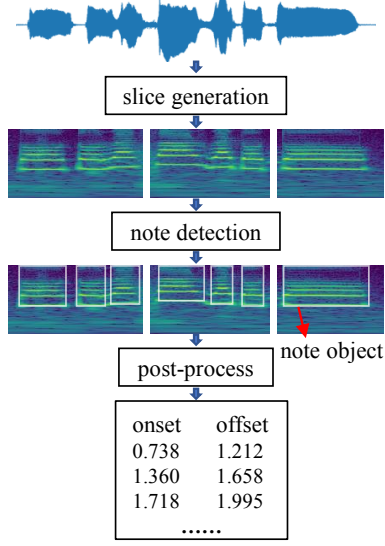 slice generation
note detection
note object
post-process
onset offset
0.738 1.212
1.360 1.658
1.718 1.995
......